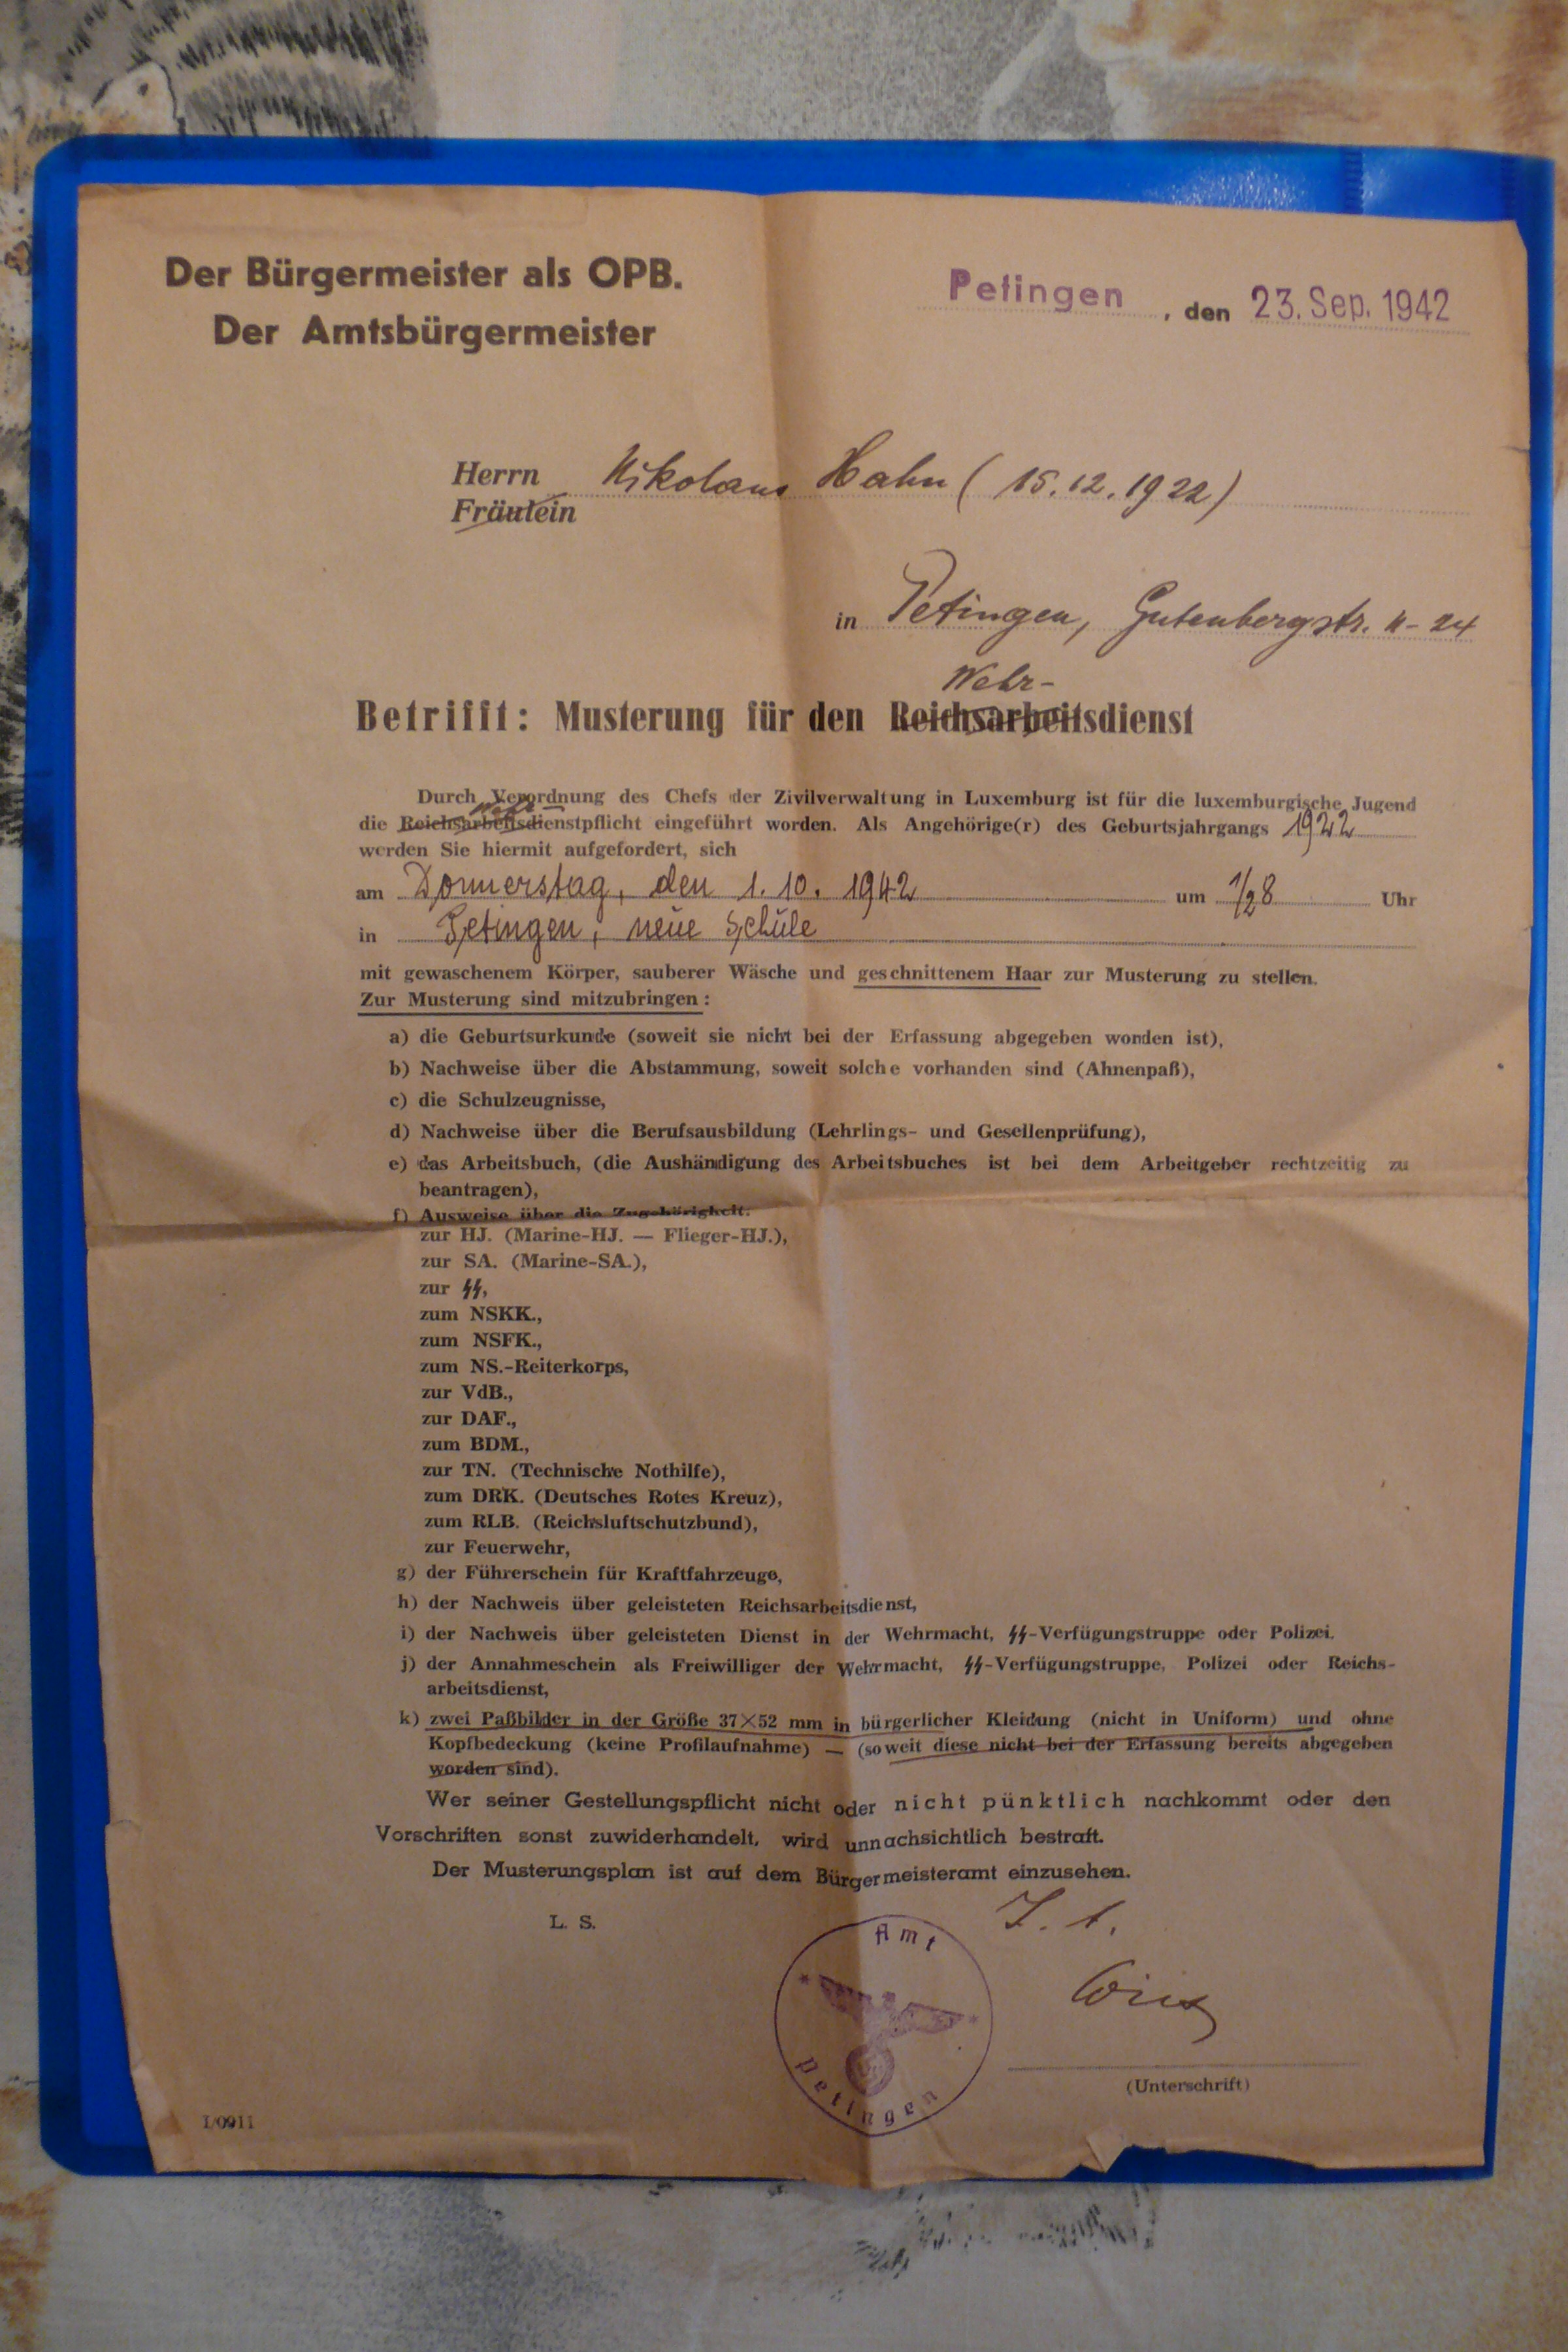 Der Bürgermeister als OPB.
Der Amtsbürgermeister
Petingen, den 23. Sep. 1942
Herrn Nikolaus Hahn (15.12.1922)
Fräulein
in Petingen, Gutenbergstr. 24
Wehr-
Betrifft: Musterung für den Reichsarbeitsdienst
Durch Verordnung des Chefs der Zivilverwaltung in Luxemburg ist für die luxemburgische Jugend
Wehr
die Reichsarbeitsdienstpflicht eingeführt worden. Als Angehörige(r) des Geburtsjahrgangs 1922
werden Sie hiermit aufgefordert, sich
am Donnerstag, den 1. 10. 1942 um 1/28 Uhr
in Petingen, neue Schule
mit gewaschenem Körper, sauberer Wäsche und geschnittenem Haar zur Musterung zu stellen.
Zur Musterung sind mitzubringen:
a) die Geburtsurkunde (soweit sie nicht bei der Erfassung abgegeben worden ist),
b) Nachweise über die Abstammung, soweit solche vorhanden sind (Ahnenpaß),
c) die Schulzeugnisse,
d) Nachweise über die Berufsausbildung (Lehrlings- und Gesellenprüfung),
e) das Arbeitsbuch, (die Aushändigung des Arbeitsbuches ist bei dem Arbeitgeber rechtzeitig zu
beantragen),
f) Ausweise über die Zugehörigkeit:
zur HJ. (Marine-HJ. — Flieger-HJ.),
zur SA. (Marine-SA.),
zur SS,
zum NSKK.,
zum NSFK.,
zum NS.-Reiterkorps,
zur VdB.,
zur DAF.,
zum BDM.,
zur TN. (Technische Nothilfe),
zum DRK. (Deutsches Rotes Kreuz),
zum RLB. (Reichsluftschutzbund),
zur Feuerwehr,
g) der Führerschein für Kraftfahrzeuge,
h) der Nachweis über geleisteten Reichsarbeitsdienst,
i) der Nachweis über geleisteten Dienst in der Wehrmacht, SS-Verfügungstruppe oder Polizei.
j) der Annahmeschein als Freiwilliger der Wehrmacht, SS-Verfügungstruppe, Polizei oder Reichs-
arbeitsdienst,
k) zwei Paßbilder in der Größe 37×52 mm in bürgerlicher Kleidung (nicht in Uniform) und ohne
Kopfbedeckung (keine Profilaufnahme) — (soweit diese nicht bei der Erfassung bereits abgegeben
worden sind).
Wer seiner Gestellungspflicht nicht oder nicht pünktlich nachkommt oder den
Vorschriften sonst zuwiderhandelt, wird unnachsichtlich bestraft.
Der Musterungsplan ist auf dem Bürgermeisteramt einzusehen.
L. S.
Amt
Petingen
(Unterschrift)
I/0911